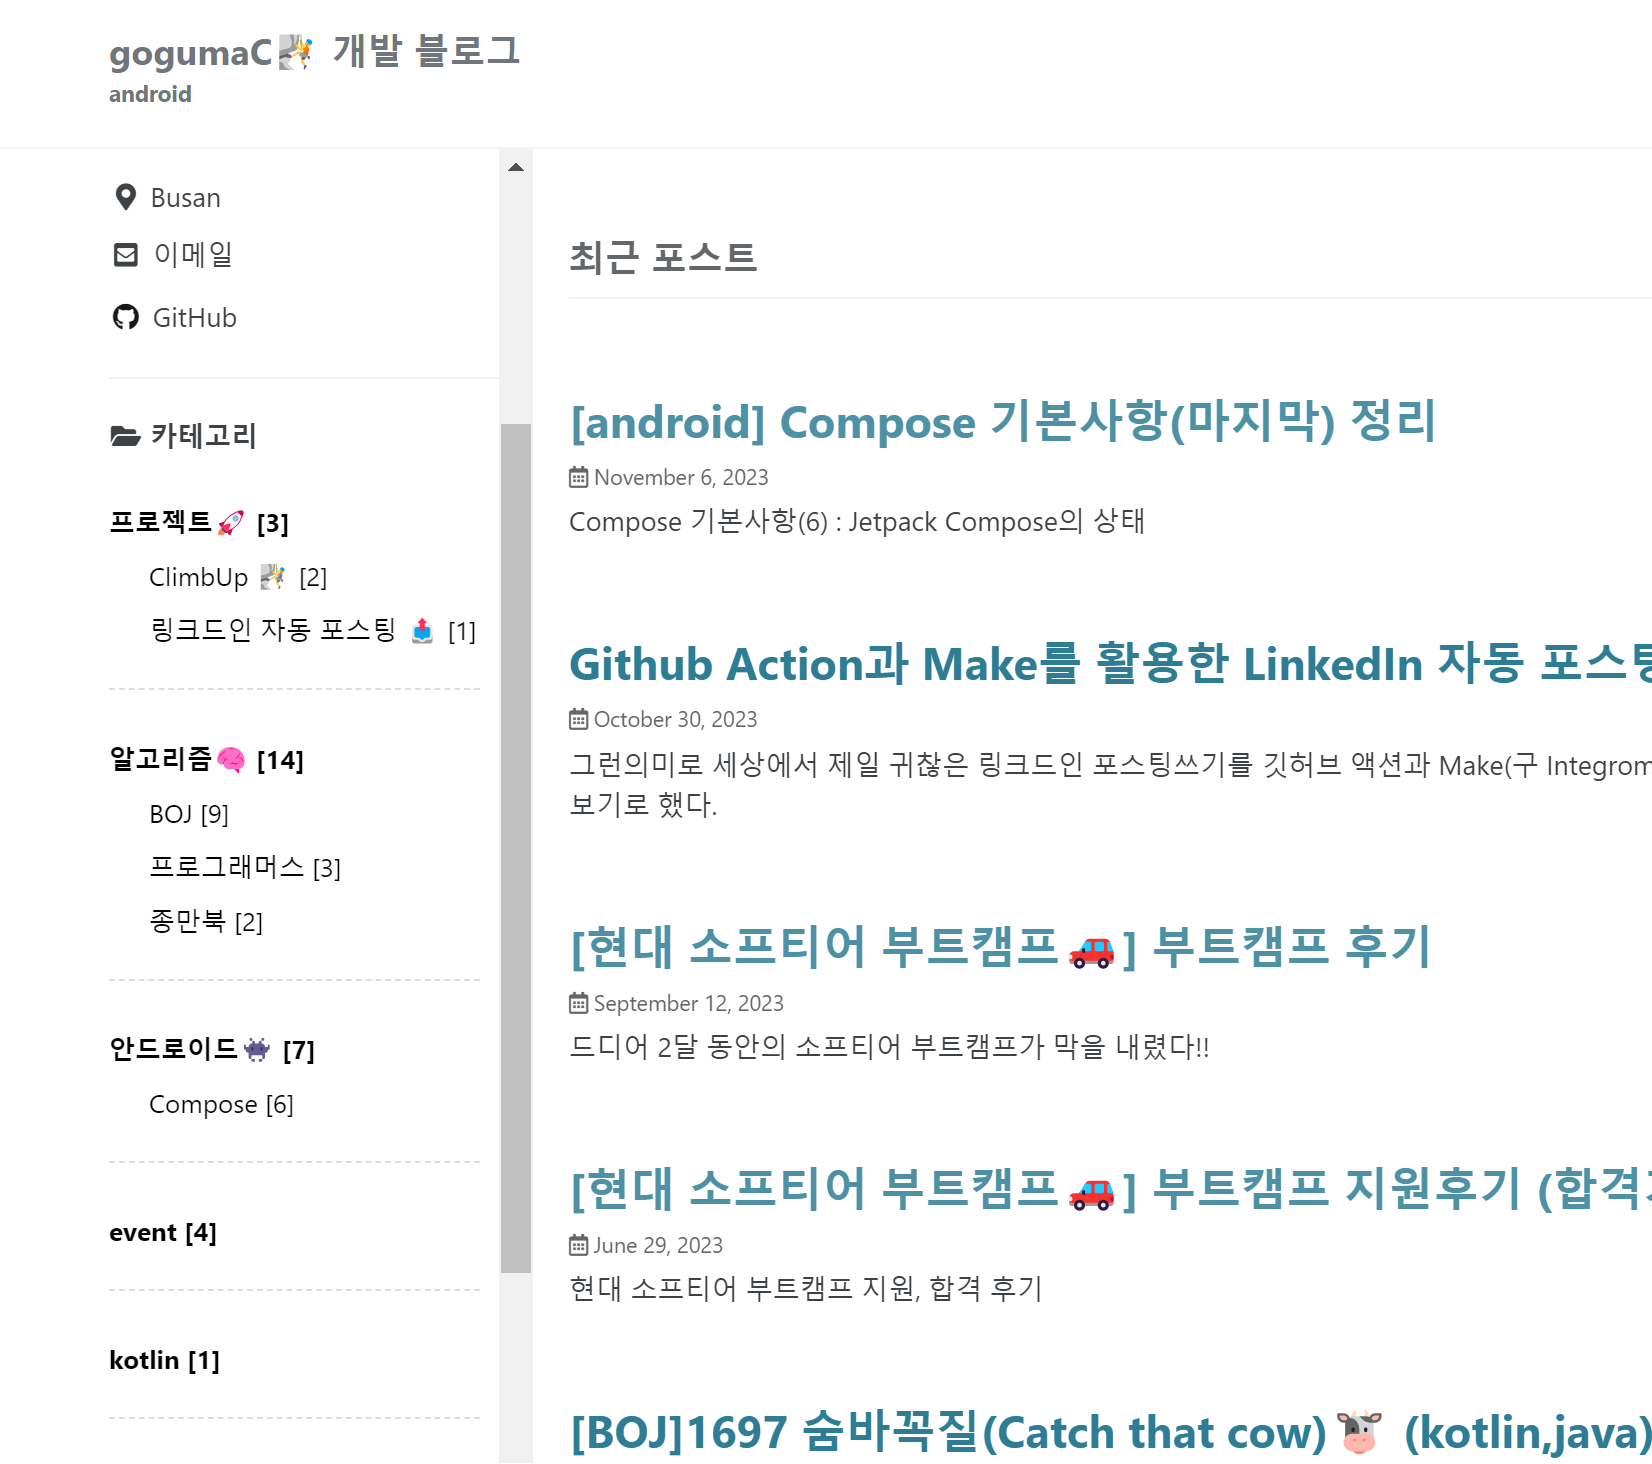 gogumaC🧗 개발 블로그
android
Busan
이메일
GitHub
카테고리
프로젝트🚀 [3]
ClimbUp 🧗 [2]
링크드인 자동 포스팅 📤 [1]
알고리즘🧠 [14]
BOJ [9]
프로그래머스 [3]
종만북 [2]
안드로이드👾 [7]
Compose [6]
event [4]
kotlin [1]
최근 포스트
[android] Compose 기본사항(마지막) 정리
November 6, 2023
Compose 기본사항(6) : Jetpack Compose의 상태
Github Action과 Make를 활용한 LinkedIn 자동 포스팅
October 30, 2023
그런의미로 세상에서 제일 귀찮은 링크드인 포스팅쓰기를 깃허브 액션과 Make(구 Integrom
보기로 했다.
[현대 소프티어 부트캠프🚗] 부트캠프 후기
September 12, 2023
드디어 2달 동안의 소프티어 부트캠프가 막을 내렸다!!
[현대 소프티어 부트캠프🚗] 부트캠프 지원후기 (합격
June 29, 2023
현대 소프티어 부트캠프 지원, 합격 후기
[BOJ]1697 숨바꼭질(Catch that cow)🐮 (kotlin,java)